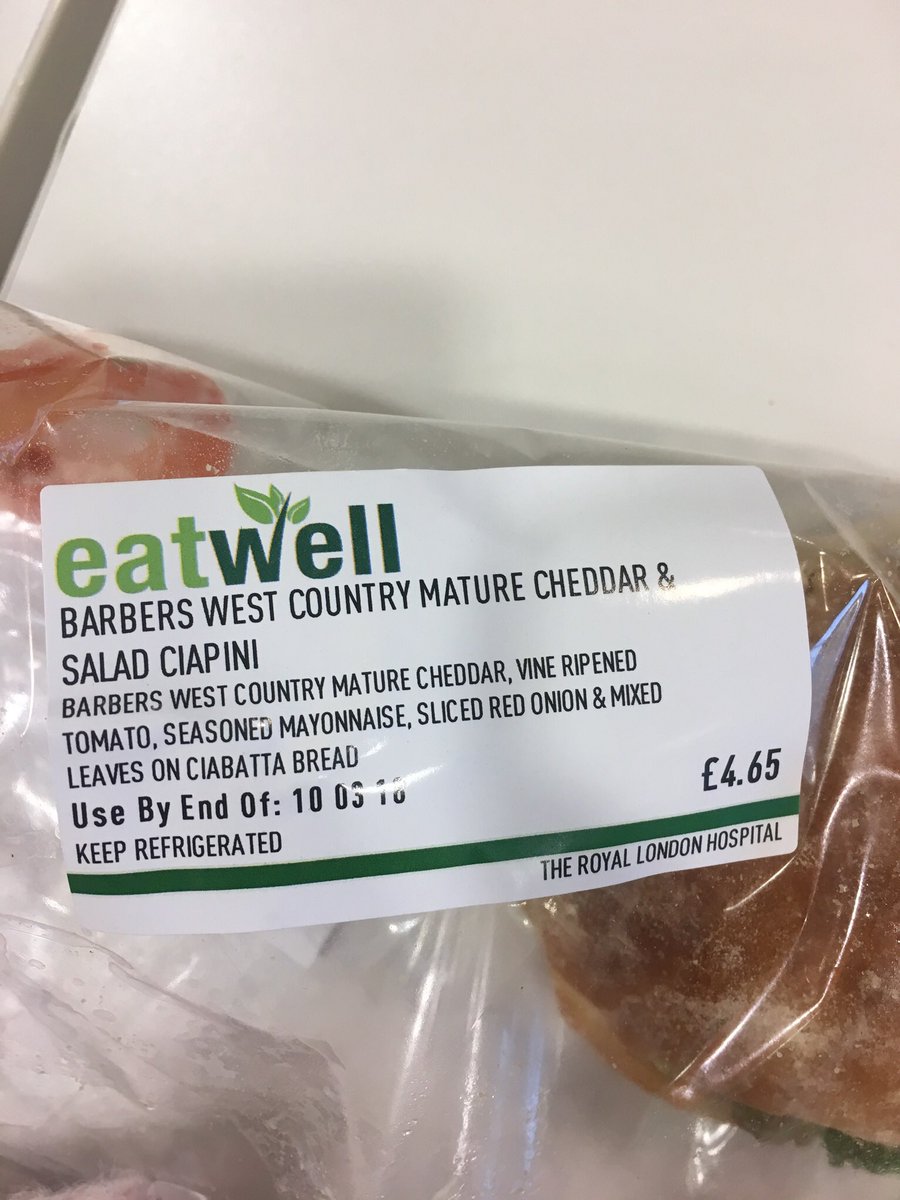 eatwell
BARBERS WEST COUNTRY MATURE CHEDDAR &
SALAD CIAPINI
BARBERS WEST COUNTRY MATURE CHEDDAR, VINE RIPENED
TOMATO, SEASONED MAYONNAISE, SLICED RED ONION & MIXED
LEAVES ON CIABATTA BREAD
Use By End Of: 10
£4.65
KEEP REFRIGERATED
THE ROYAL LONDON HOSPITAL